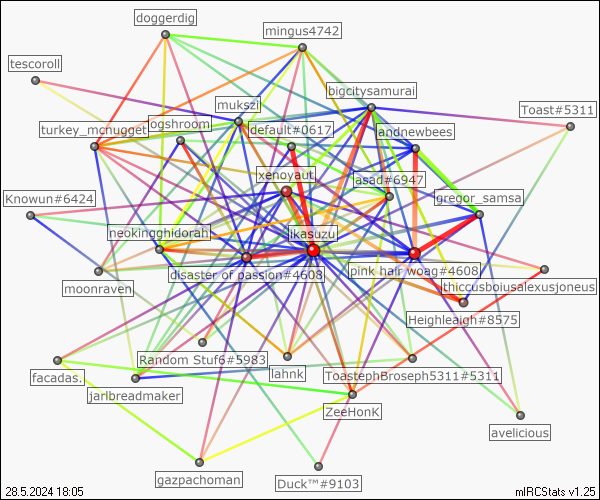 doggerdig
mingus4742
tescoroll
bigcitysamurai
Toast#5311
mukszi
turkey_mcnugget
ogshroom
default#0617
andnewbees
xenoyaut
asad#6947
gregor_samsa
Knowun#6424
neokingghidorah
ikasuzu
moonraven
disaster of passion#4608
pink hair woag#4608
thiccusbousalexusjoneus
Heighleaigh#8575
Random Stuf6#5983
lahnk
ToastephBroseph5311#5311
facadas.
jarlbreadmaker
ZeeHonK
avelicious
gazpachoman
Duck™#9103
28.5.2024 18:05
mIRCStats v1.25